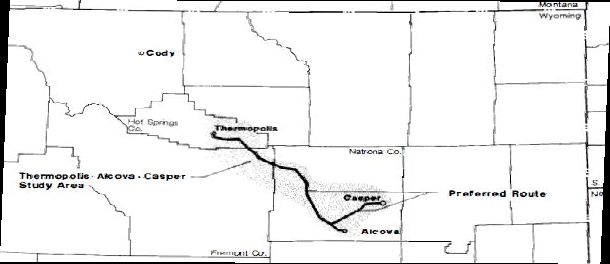 Montana
Wyoming
Cody
Hot Springs
Co.
Thermopolis
Natrona Co.
Thermopolis - Alcova - Casper
Study Area
Casper
Preferred Route
Alcova
S.
Ne
Fremont Co.